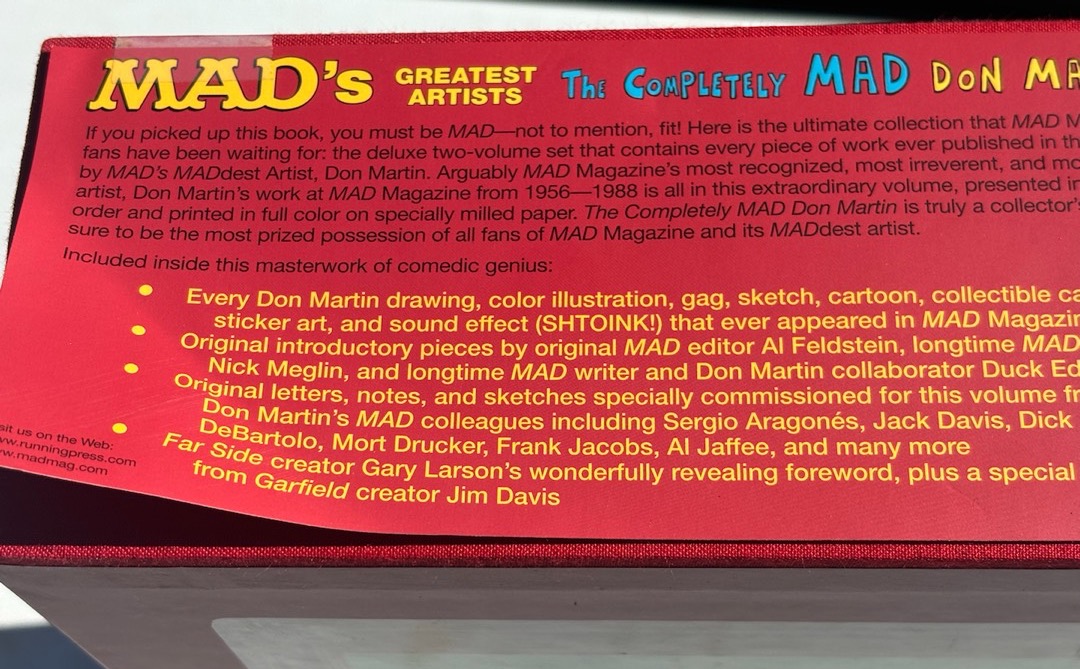 MAD's GREATEST ARTISTS The COMPLETELY MAD DON MA
If you picked up this book, you must be MAD—not to mention, fit! Here is the ultimate collection that MAD M
fans have been waiting for: the deluxe two-volume set that contains every piece of work ever published in th
by MAD'S MADdest Artist, Don Martin. Arguably MAD Magazine's most recognized, most irreverent, and mo
artist, Don Martin's work at MAD Magazine from 1956—1988 is all in this extraordinary volume, presented in
order and printed in full color on specially milled paper. The Completely MAD Don Martin is truly a collector's
sure to be the most prized possession of all fans of MAD Magazine and its MADdest artist.
Included inside this masterwork of comedic genius:
• Every Don Martin drawing, color illustration, gag, sketch, cartoon, collectible ca
sticker art, and sound effect (SHTOINK!) that ever appeared in MAD Magazin
• Original introductory pieces by original MAD editor Al Feldstein, longtime MAD
Nick Meglin, and longtime MAD writer and Don Martin collaborator Duck Ed
• Original letters, notes, and sketches specially commissioned for this volume fr
Don Martin's MAD colleagues including Sergio Aragonés, Jack Davis, Dick
DeBartolo, Mort Drucker, Frank Jacobs, Al Jaffee, and many more
• Far Side creator Gary Larson's wonderfully revealing foreword, plus a special
from Garfield creator Jim Davis
sit us on the Web:
ww.runningpress.com
w.madmag.com